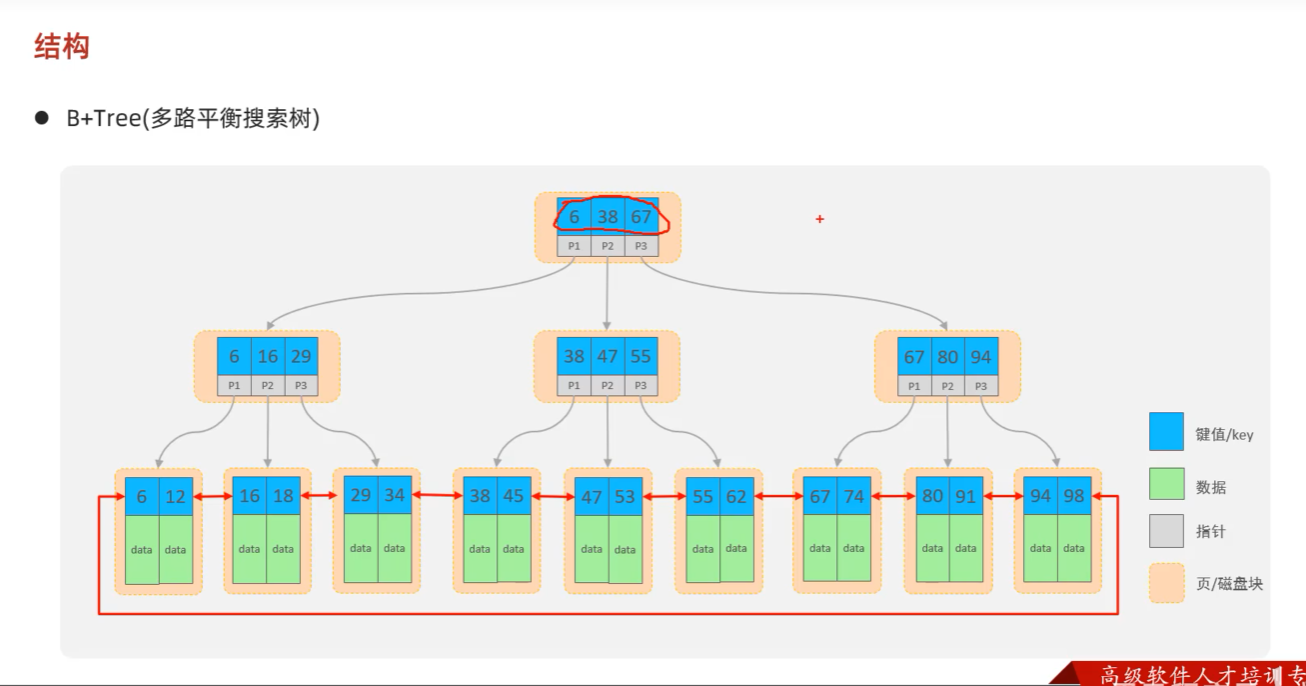 结构
● B+Tree(多路平衡搜索树)
6 38 67
P1 P2 P3
6 16 29
P1 P2 P3
38 47 55
P1 P2 P3
67 80 94
P1 P2 P3
6 12
data data
16 18
data data
29 34
data data
38 45
data data
47 53
data data
55 62
data data
67 74
data data
80 91
data data
94 98
data data
键值/key
数据
指针
页/磁盘块
高级软件人才培训专